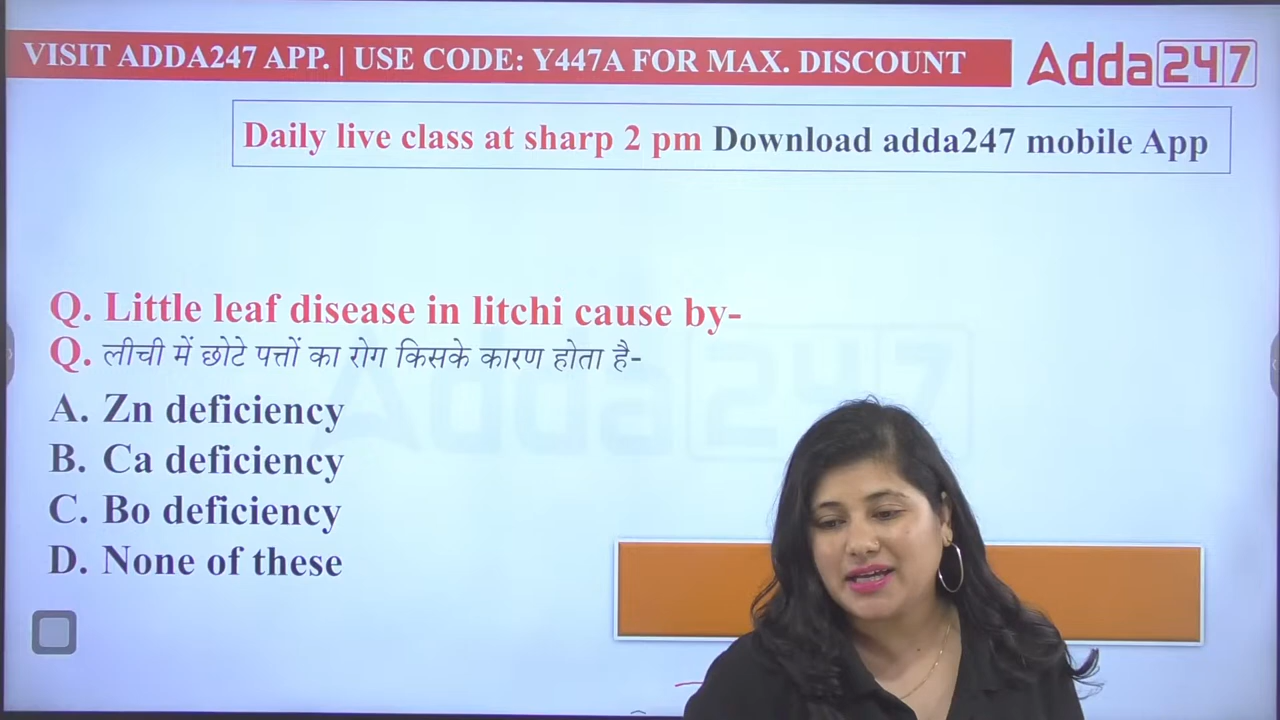 VISIT ADDA247 APP. | USE CODE: Y447A FOR MAX. DISCOUNT
Adda247
Daily live class at sharp 2 pm Download adda247 mobile App
Q. Little leaf disease in litchi cause by-
Q. लीची में छोटे पत्तों का रोग किसके कारण होता है-
A. Zn deficiency
B. Ca deficiency
C. Bo deficiency
D. None of these
Adda247